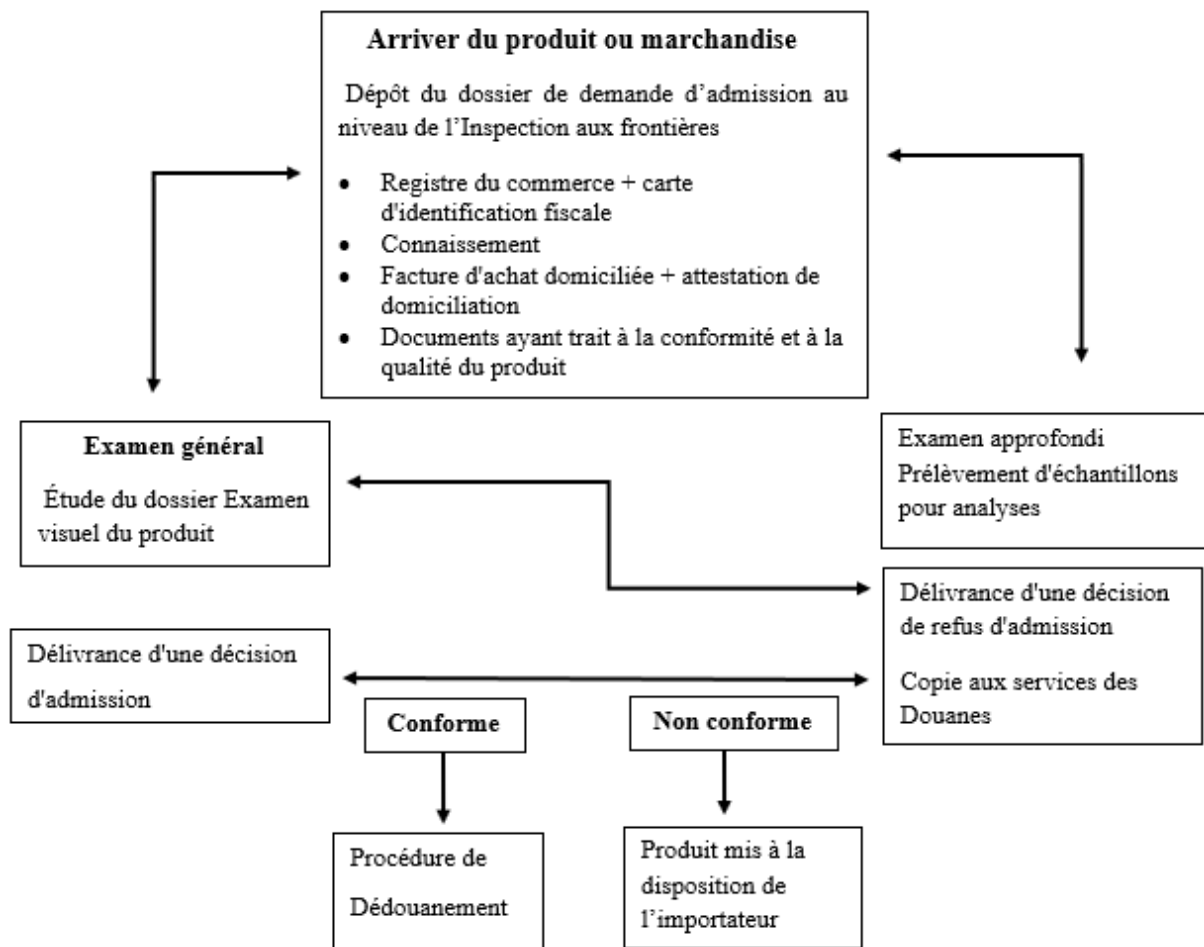 Arriver du produit ou marchandise
Dépôt du dossier de demande d’admission au
niveau de l’Inspection aux frontières
• Registre du commerce + carte
d'identification fiscale
• Connaissement
• Facture d'achat domiciliée + attestation de
domiciliation
• Documents ayant trait à la conformité et à la
qualité du produit
Examen général
Étude du dossier Examen
visuel du produit
Examen approfondi
Prélèvement d'échantillons
pour analyses
Délivrance d'une décision
de refus d'admission
Copie aux services des
Douanes
Délivrance d'une décision
d'admission
Conforme
Non conforme
Procédure de
Dédouanement
Produit mis à la
disposition de
l’importateur